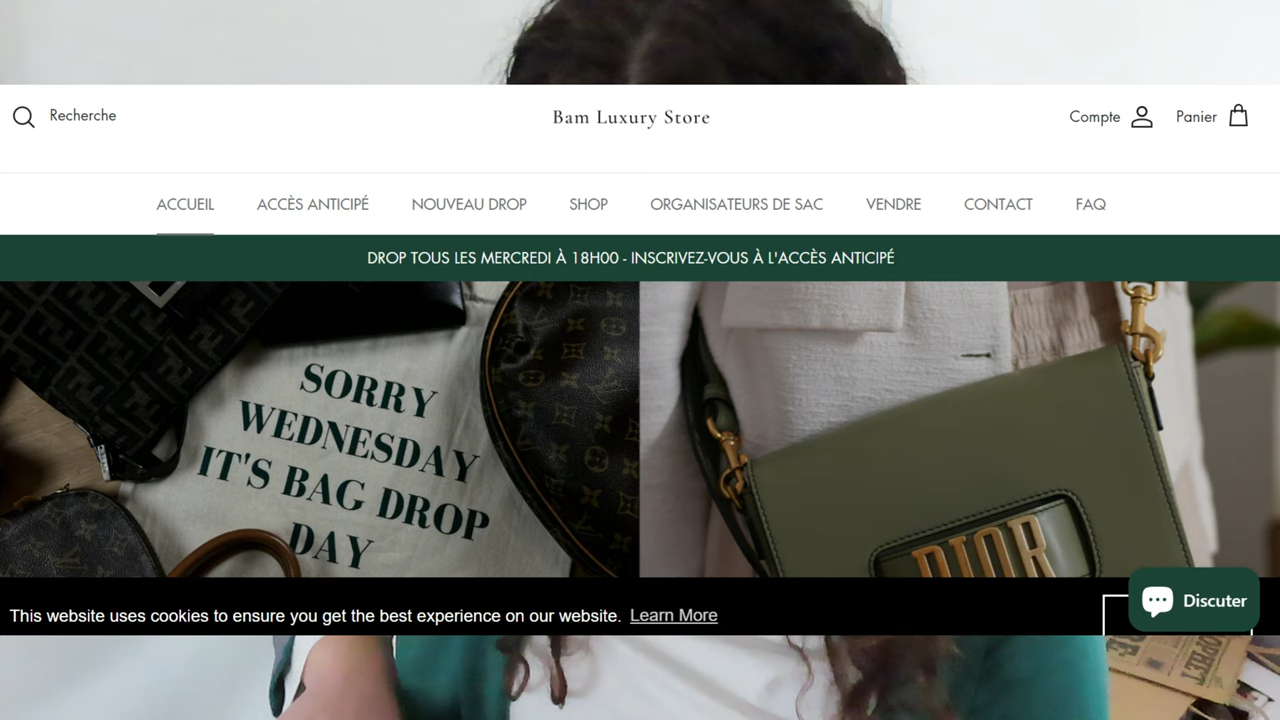 Recherche
Bam Luxury Store
Compte
Panier
ACCUEIL
ACCÈS ANTICIPÉ
NOUVEAU DROP
SHOP
ORGANISATEURS DE SAC
VENDRE
CONTACT
FAQ
DROP TOUS LES MERCREDI À 18H00 - INSCRIVEZ-VOUS À L'ACCÈS ANTICIPÉ
SORRY
WEDNESDAY
IT'S BAG DROP
DAY
DIOR
This website uses cookies to ensure you get the best experience on our website. Learn More
Discuter